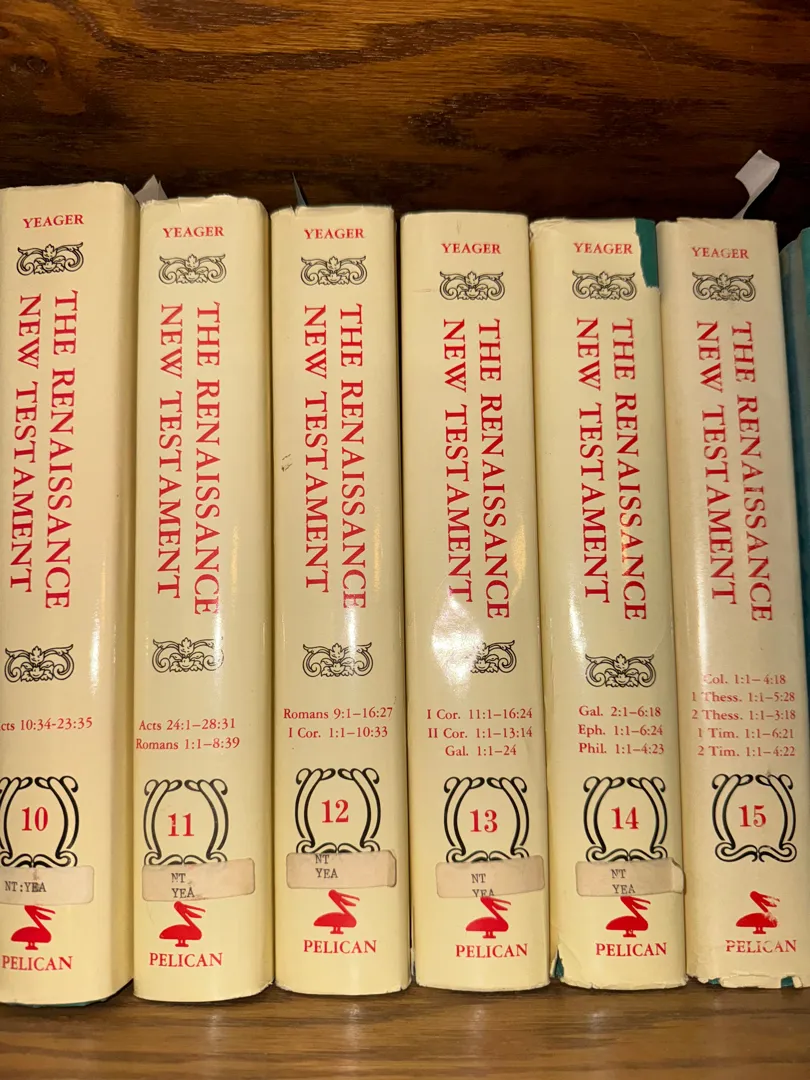 YEAGER
THE RENAISSANCE
NEW TESTAMENT
cts 10:34-23:35
10
NT:YEA
PELICAN
YEAGER
THE RENAISSANCE
NEW TESTAMENT
Acts 24:1–28:31
Romans 1:1–8:39
11
NT
YEA
PELICAN
YEAGER
THE RENAISSANCE
NEW TESTAMENT
Romans 9:1–16:27
I Cor. 1:1–10:33
12
NT
YEA
PELICAN
YEAGER
THE RENAISSANCE
NEW TESTAMENT
I Cor. 11:1–16:24
II Cor. 1:1–13:14
Gal. 1:1–24
13
NT
YEA
PELICAN
YEAGER
THE RENAISSANCE
NEW TESTAMENT
Gal. 2:1–6:18
Eph. 1:1–6:24
Phil. 1:1–4:23
14
NT
YEA
PELICAN
YEAGER
THE RENAISSANCE
NEW TESTAMENT
Col. 1:1–4:18
1 Thess. 1:1–5:28
2 Thess. 1:1–3:18
1 Tim. 1:1–6:21
2 Tim. 1:1–4:22
15
PELICAN